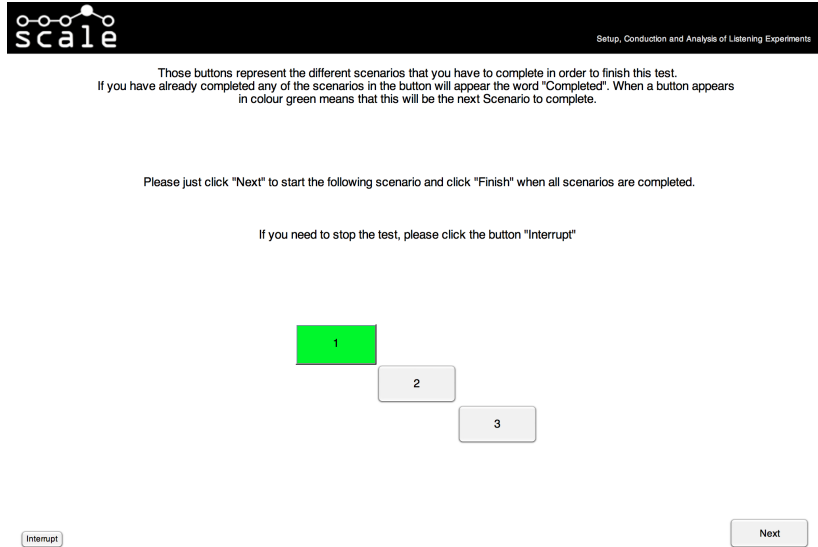 scale
Setup, Conduction and Analysis of Listening Experiments
Those buttons represent the different scenarios that you have to complete in order to finish this test.
If you have already completed any of the scenarios in the button will appear the word "Completed". When a button appears
in colour green means that this will be the next Scenario to complete.
Please just click "Next" to start the following scenario and click "Finish" when all scenarios are completed.
If you need to stop the test, please click the button "Interrupt"
1
2
3
Interrupt
Next